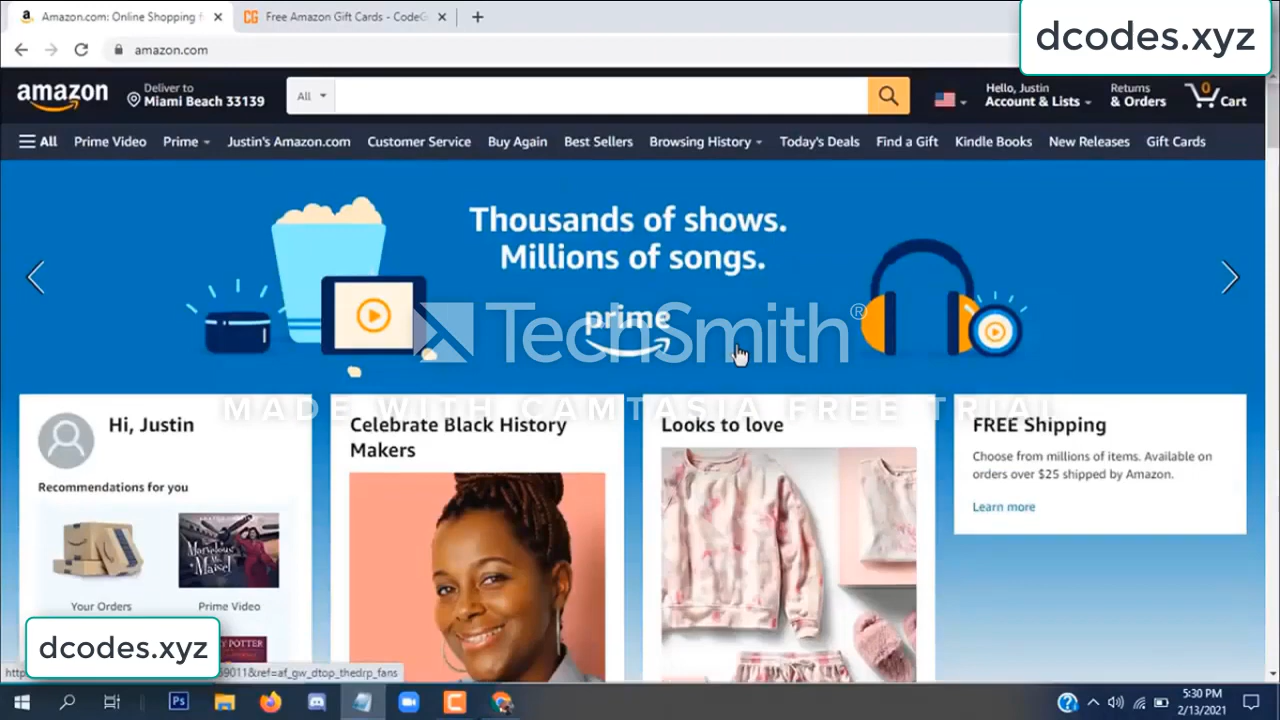 Amazon.com: Online Shopping f
Free Amazon Gift Cards - CodeG
dcodes.xyz
amazon.com
amazon
Deliver to
Miami Beach 33139
All
Hello, Justin
Account & Lists
Returns
& Orders
0
Cart
All
Prime Video
Prime
Justin's Amazon.com
Customer Service
Buy Again
Best Sellers
Browsing History
Today's Deals
Find a Gift
Kindle Books
New Releases
Gift Cards
Thousands of shows.
Millions of songs.
prime
TechSmith®
MADE WITH CAMTASIA FREE TRIAL
Hi, Justin
Recommendations for you
Your Orders
Prime Video
Celebrate Black History
Makers
Looks to love
FREE Shipping
Choose from millions of items. Available on
orders over $25 shipped by Amazon.
Learn more
dcodes.xyz
9011&ref=af_gw_dtop_thedrp_fans
Ps
5:30 PM
2/13/2021